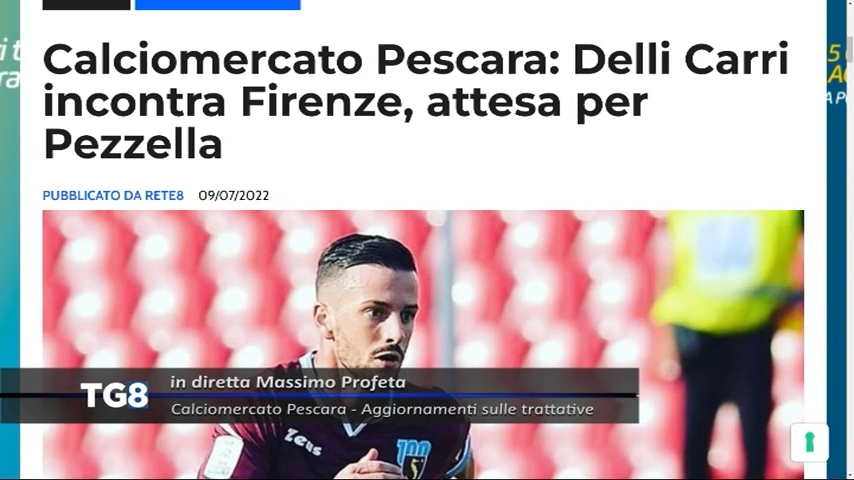 Calciomercato Pescara: Delli Carri
incontra Firenze, attesa per
Pezzella
PUBBLICATO DA RETE8 09/07/2022
TG8
in diretta Massimo Profeta
Calciomercato Pescara - Aggiornamenti sulle trattative
Zeus
100